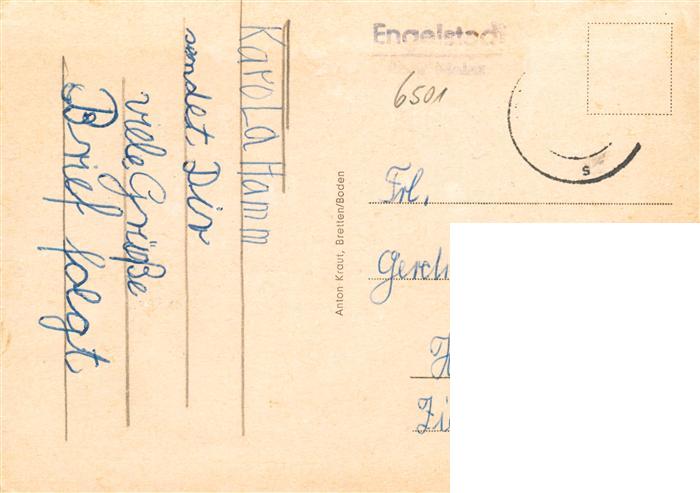 Karola Hamm
sendet Dir
viele Grüße
Brief folgt
Anton Kraut, Bretten/Baden
Engelstadt
6501
Frl.
S